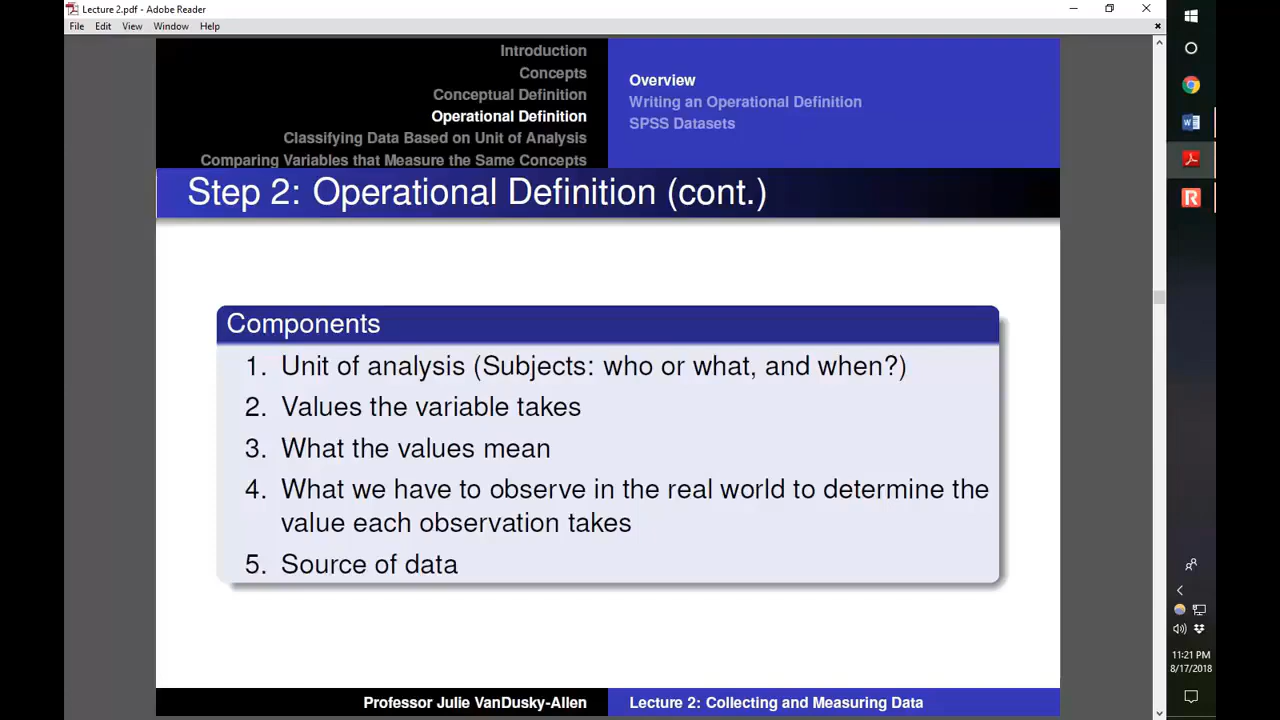 Lecture 2.pdf - Adobe Reader
File Edit View Window Help
Introduction
Concepts
Conceptual Definition
Operational Definition
Classifying Data Based on Unit of Analysis
Comparing Variables that Measure the Same Concepts
Overview
Writing an Operational Definition
SPSS Datasets
Step 2: Operational Definition (cont.)
Components
1. Unit of analysis (Subjects: who or what, and when?)
2. Values the variable takes
3. What the values mean
4. What we have to observe in the real world to determine the
value each observation takes
5. Source of data
Professor Julie VanDusky-Allen
Lecture 2: Collecting and Measuring Data
11:21 PM
8/17/2018